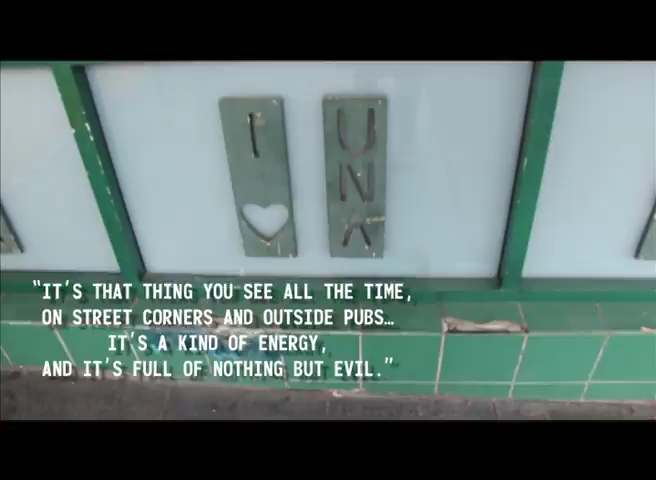 I
UNK
“IT’S THAT THING YOU SEE ALL THE TIME,
ON STREET CORNERS AND OUTSIDE PUBS…
IT’S A KIND OF ENERGY,
AND IT’S FULL OF NOTHING BUT EVIL.”